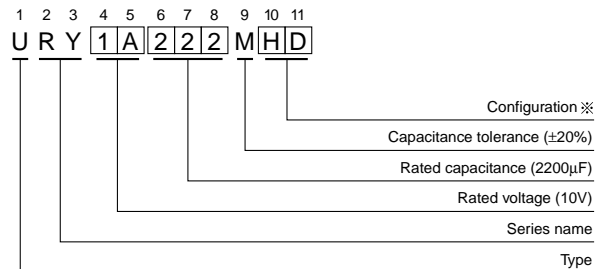 1 2 3 4 5 6 7 8 9 10 11
U R Y 1 A 2 2 2 M H D
Configuration ※
Capacitance tolerance (±20%)
Rated capacitance (2200μF)
Rated voltage (10V)
Series name
Type